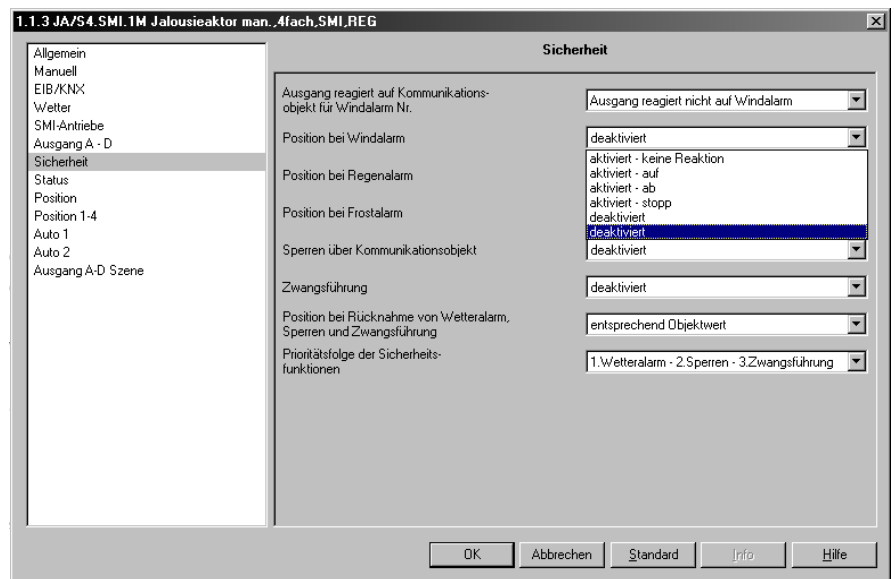 1.1.3 JA/S4.SMI.1M Jalousieaktor man.,4fach,SMI,REG
Allgemein
Manuell
EIB/KNX
Wetter
SMI-Antriebe
Ausgang A - D
Sicherheit
Status
Position
Position 1-4
Auto 1
Auto 2
Ausgang A-D Szene
Sicherheit
Ausgang reagiert auf Kommunikations-
objekt für Windalarm Nr.
Ausgang reagiert nicht auf Windalarm
Position bei Windalarm
deaktiviert
aktiviert - keine Reaktion
aktiviert - auf
aktiviert - ab
aktiviert - stopp
deaktiviert
deaktiviert
Position bei Regenalarm
Position bei Frostalarm
Sperren über Kommunikationsobjekt
deaktiviert
Zwangsführung
deaktiviert
Position bei Rücknahme von Wetteralarm,
Sperren und Zwangsführung
entsprechend Objektwert
Prioritätsfolge der Sicherheits-
funktionen
1.Wetteralarm - 2.Sperren - 3.Zwangsführung
OK
Abbrechen
Standard
Info
Hilfe